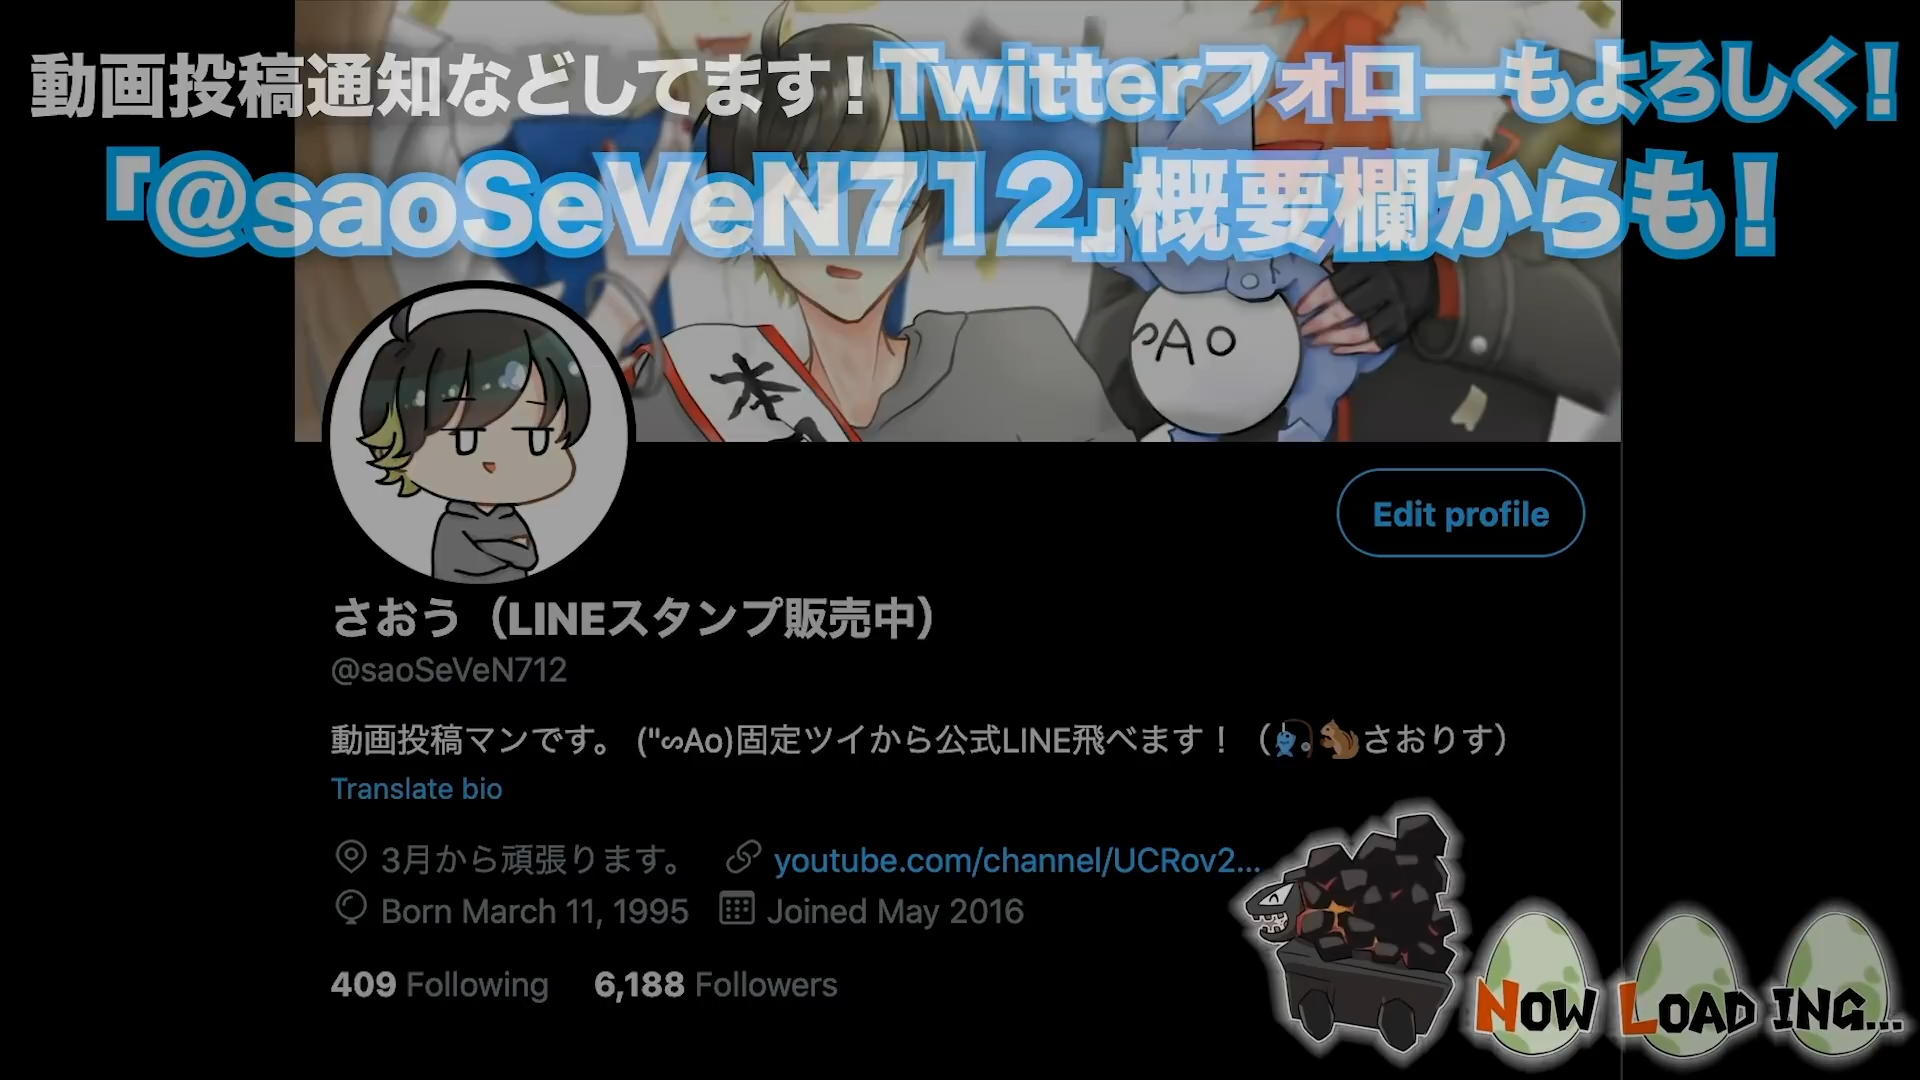 動画投稿通知などしてます！Twitterフォローもよろしく！
「@saoSeVeN712」概要欄からも！
本
ᔕAO
Edit profile
さおう（LINEスタンプ販売中）
@saoSeVeN712
動画投稿マンです。 ("ᔕAo)固定ツイから公式LINE飛べます！（🎣🐿さおりす）
Translate bio
3月から頑張ります。 youtube.com/channel/UCRov2...
Born March 11, 1995 Joined May 2016
409 Following 6,188 Followers
NOW LOADING...